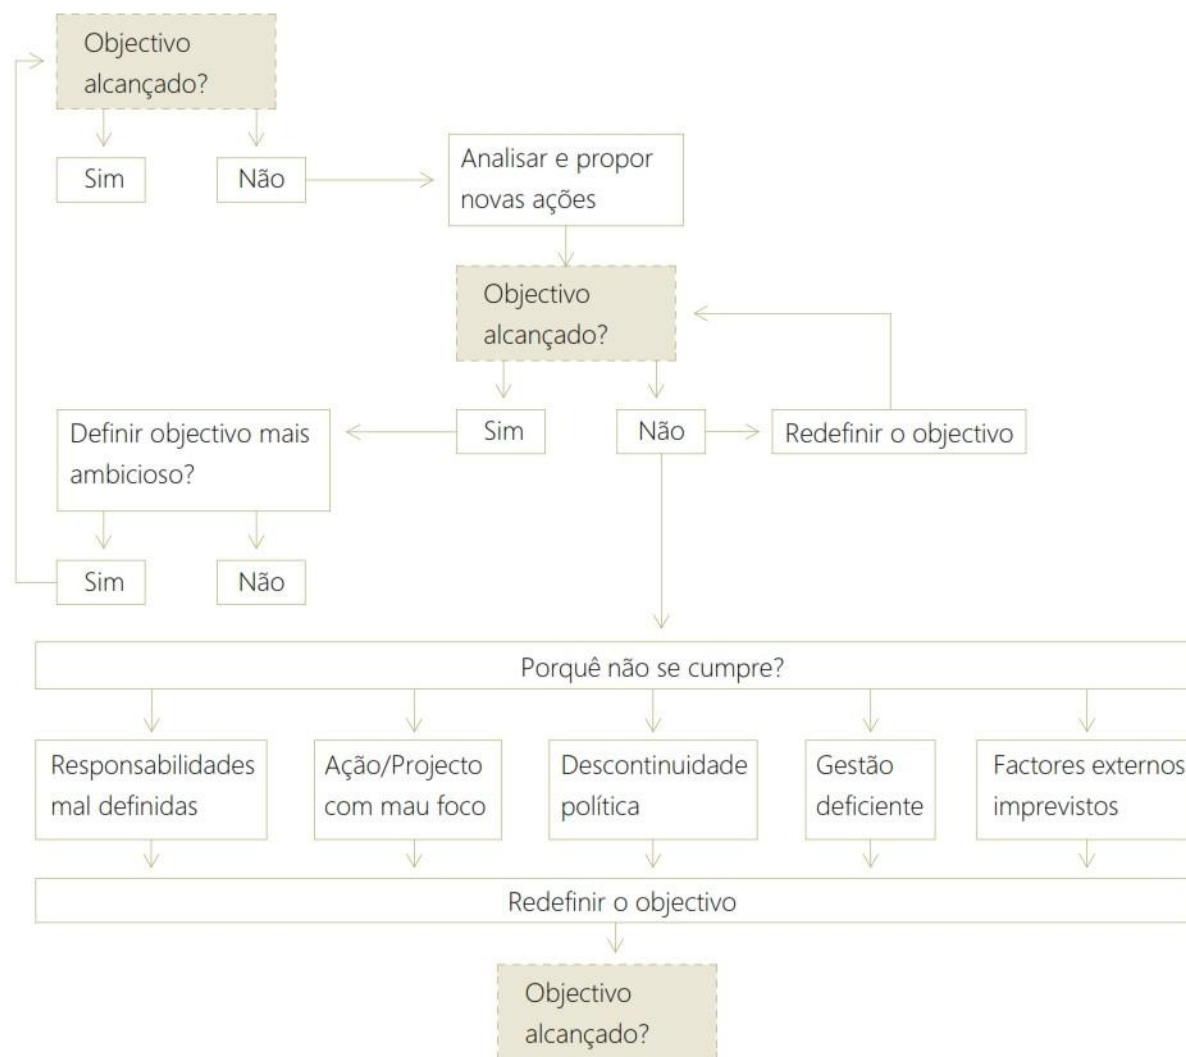 Objectivo
alcançado?
Sim
Não
Analisar e propor
novas ações
Objectivo
alcançado?
Definir objectivo mais
ambicioso?
Sim
Não
Redefinir o objectivo
Sim
Não
Porquê não se cumpre?
Responsabilidades
mal definidas
Ação/Projecto
com mau foco
Descontinuidade
política
Gestão
deficiente
Factores externos
imprevistos
Redefinir o objectivo
Objectivo
alcançado?